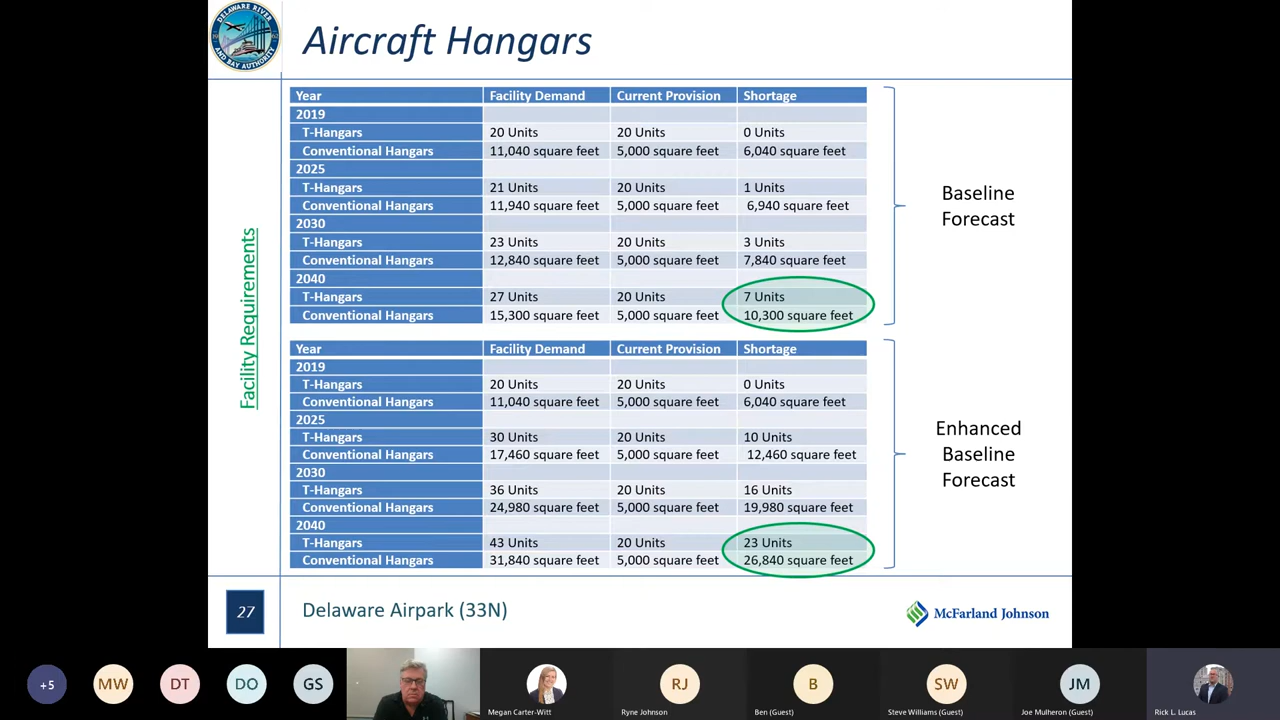 DELAWARE RIVER
AND BAY AUTHORITY
Aircraft Hangars
Facility Requirements
Year Facility Demand Current Provision Shortage
2019
T-Hangars 20 Units 20 Units 0 Units
Conventional Hangars 11,040 square feet 5,000 square feet 6,040 square feet
2025
T-Hangars 21 Units 20 Units 1 Units
Conventional Hangars 11,940 square feet 5,000 square feet 6,940 square feet
2030
T-Hangars 23 Units 20 Units 3 Units
Conventional Hangars 12,840 square feet 5,000 square feet 7,840 square feet
2040
T-Hangars 27 Units 20 Units 7 Units
Conventional Hangars 15,300 square feet 5,000 square feet 10,300 square feet
Baseline
Forecast
Year Facility Demand Current Provision Shortage
2019
T-Hangars 20 Units 20 Units 0 Units
Conventional Hangars 11,040 square feet 5,000 square feet 6,040 square feet
2025
T-Hangars 30 Units 20 Units 10 Units
Conventional Hangars 17,460 square feet 5,000 square feet 12,460 square feet
2030
T-Hangars 36 Units 20 Units 16 Units
Conventional Hangars 24,980 square feet 5,000 square feet 19,980 square feet
2040
T-Hangars 43 Units 20 Units 23 Units
Conventional Hangars 31,840 square feet 5,000 square feet 26,840 square feet
Enhanced
Baseline
Forecast
27
Delaware Airpark (33N)
McFarland Johnson
+5 MW DT DO GS RJ B SW JM
Megan Carter-Witt Ryne Johnson Ben (Guest) Steve Williams (Guest) Joe Mulheron (Guest) Rick L. Lucas